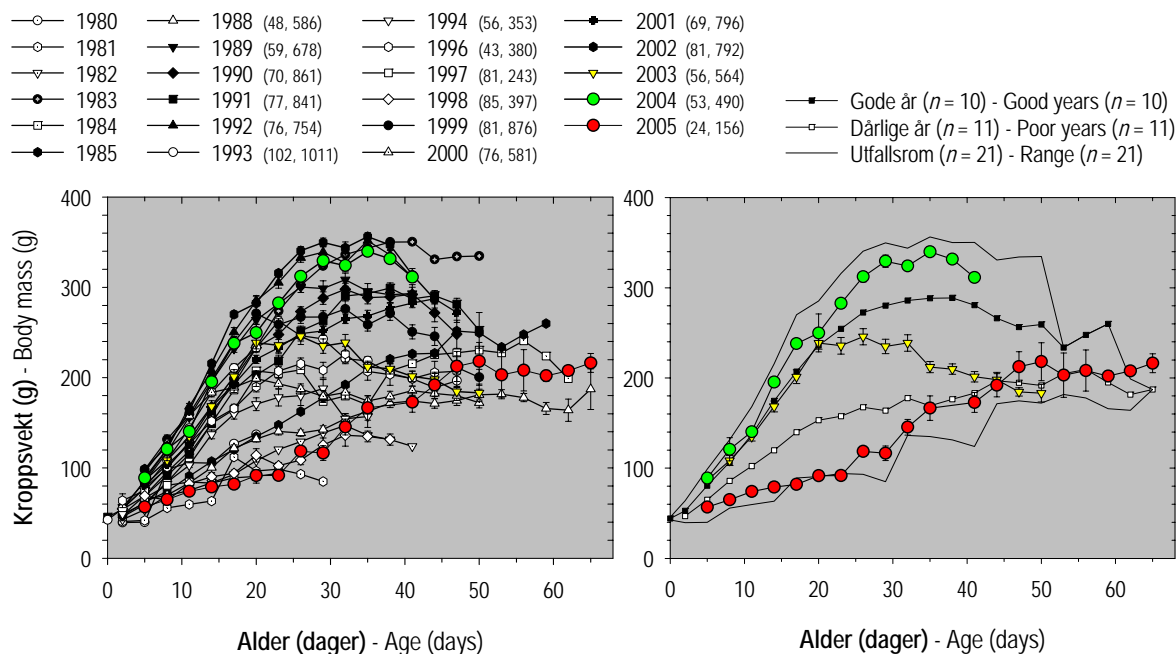 1980 1988 (48, 586) 1994 (56, 353) 2001 (69, 796)
1981 1989 (59, 678) 1996 (43, 380) 2002 (81, 792)
1982 1990 (70, 861) 1997 (81, 243) 2003 (56, 564)
1983 1991 (77, 841) 1998 (85, 397) 2004 (53, 490)
1984 1992 (76, 754) 1999 (81, 876) 2005 (24, 156)
1985 1993 (102, 1011) 2000 (76, 581)
Gode år (n = 10) - Good years (n = 10)
Dårlige år (n = 11) - Poor years (n = 11)
Utfallsrom (n = 21) - Range (n = 21)
Kroppsvekt (g) - Body mass (g)
400 400
300 300
200 200
100 100
0 0
0 10 20 30 40 50 60 0 10 20 30 40 50 60
Alder (dager) - Age (days) Alder (dager) - Age (days)